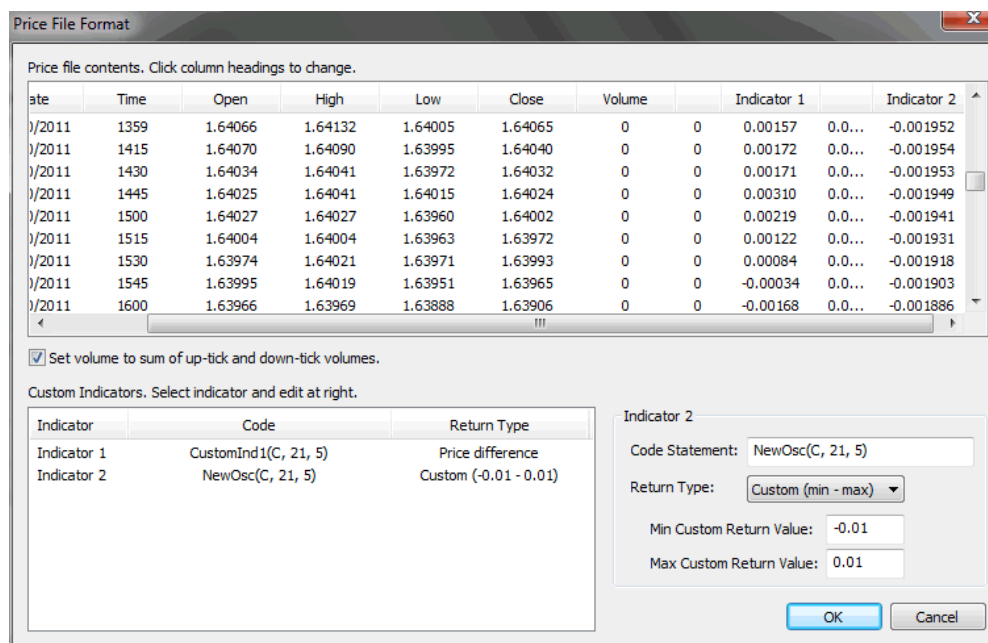 Price File Format
x
Price file contents. Click column headings to change.
ate Time Open High Low Close Volume Indicator 1 Indicator 2
)/2011 1359 1.64066 1.64132 1.64005 1.64065 0 0 0.00157 0.0... -0.001952
)/2011 1415 1.64070 1.64090 1.63995 1.64040 0 0 0.00172 0.0... -0.001954
)/2011 1430 1.64034 1.64041 1.63972 1.64032 0 0 0.00171 0.0... -0.001953
)/2011 1445 1.64025 1.64041 1.64015 1.64024 0 0 0.00310 0.0... -0.001949
)/2011 1500 1.64027 1.64027 1.63960 1.64002 0 0 0.00219 0.0... -0.001941
)/2011 1515 1.64004 1.64004 1.63963 1.63972 0 0 0.00122 0.0... -0.001931
)/2011 1530 1.63974 1.64021 1.63971 1.63993 0 0 0.00084 0.0... -0.001918
)/2011 1545 1.63995 1.64019 1.63951 1.63965 0 0 -0.00034 0.0... -0.001903
)/2011 1600 1.63966 1.63969 1.63888 1.63906 0 0 -0.00168 0.0... -0.001886
Set volume to sum of up-tick and down-tick volumes.
Custom Indicators. Select indicator and edit at right.
Indicator Code Return Type
Indicator 1 CustomInd1(C, 21, 5) Price difference
Indicator 2 NewOsc(C, 21, 5) Custom (-0.01 - 0.01)
Indicator 2
Code Statement: NewOsc(C, 21, 5)
Return Type: Custom (min - max)
Min Custom Return Value: -0.01
Max Custom Return Value: 0.01
OK Cancel